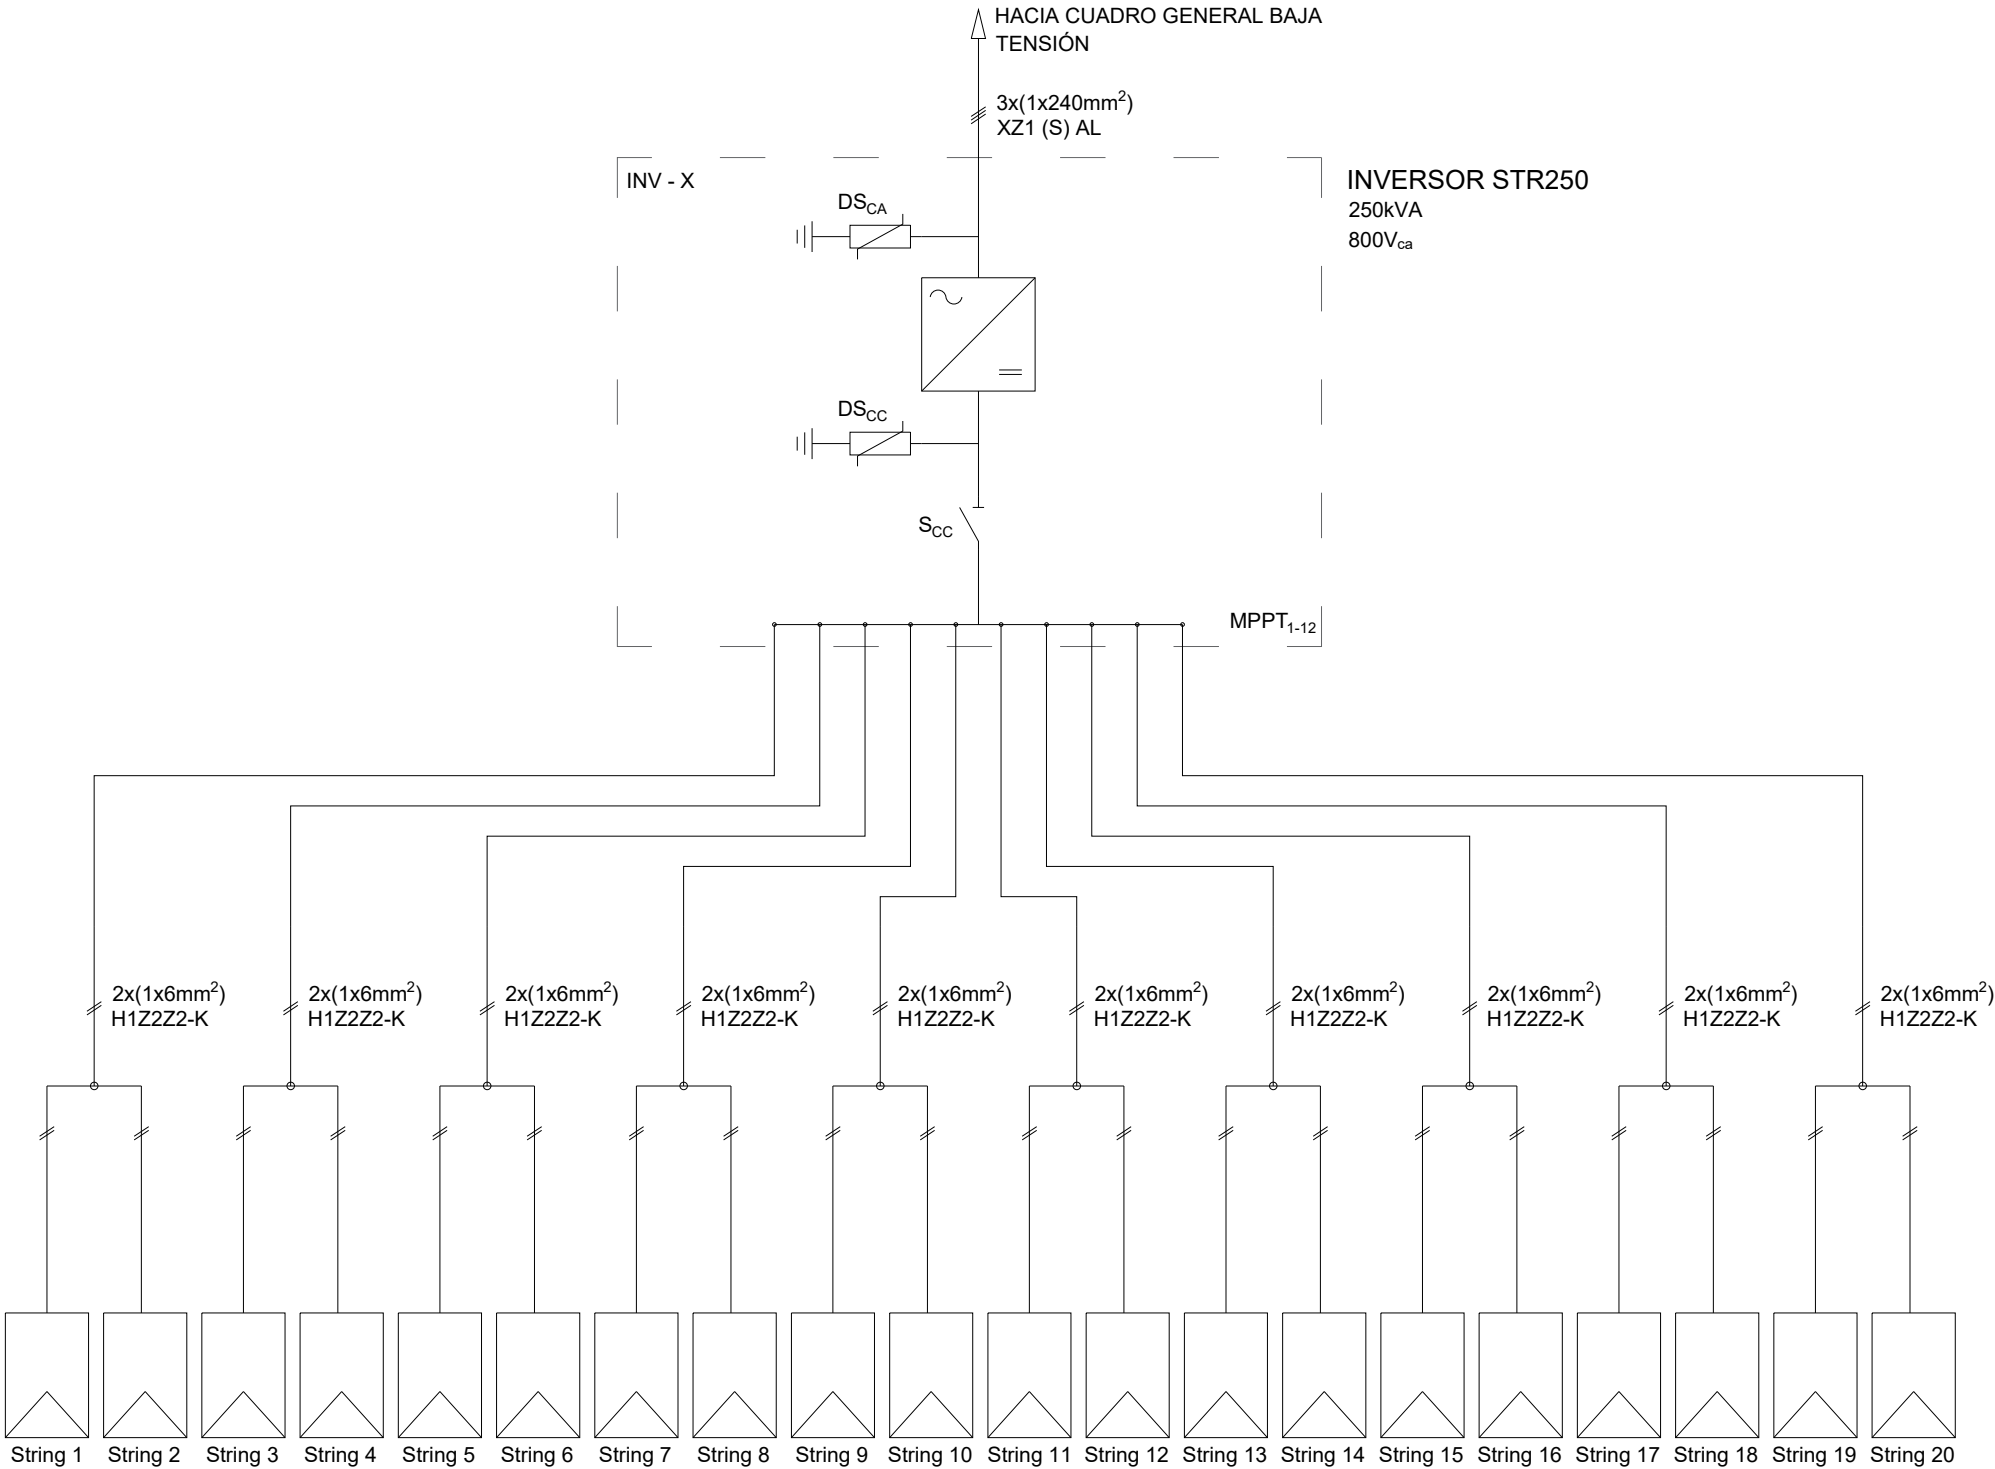 HACIA CUADRO GENERAL BAJA
TENSIÓN
3x(1x240mm²)
XZ1 (S) AL
INV - X
INVERSOR STR250
250kVA
800Vca
DSCA
DSCC
SCC
MPPT1-12
2x(1x6mm²)
H1Z2Z2-K
2x(1x6mm²)
H1Z2Z2-K
2x(1x6mm²)
H1Z2Z2-K
2x(1x6mm²)
H1Z2Z2-K
2x(1x6mm²)
H1Z2Z2-K
2x(1x6mm²)
H1Z2Z2-K
2x(1x6mm²)
H1Z2Z2-K
2x(1x6mm²)
H1Z2Z2-K
2x(1x6mm²)
H1Z2Z2-K
2x(1x6mm²)
H1Z2Z2-K
String 1
String 2
String 3
String 4
String 5
String 6
String 7
String 8
String 9
String 10
String 11
String 12
String 13
String 14
String 15
String 16
String 17
String 18
String 19
String 20